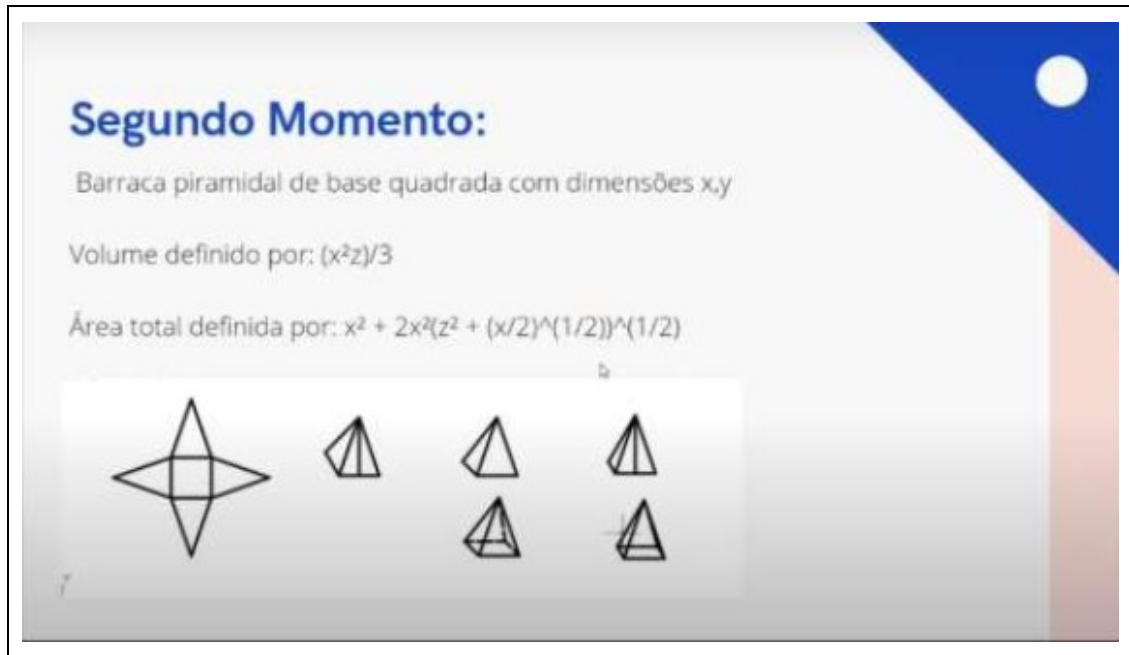 Segundo Momento:
Barraca piramidal de base quadrada com dimensões x,y
Volume definido por: (x²z)/3
Área total definida por: x² + 2x²(z² + (x/2)^(1/2))^(1/2)